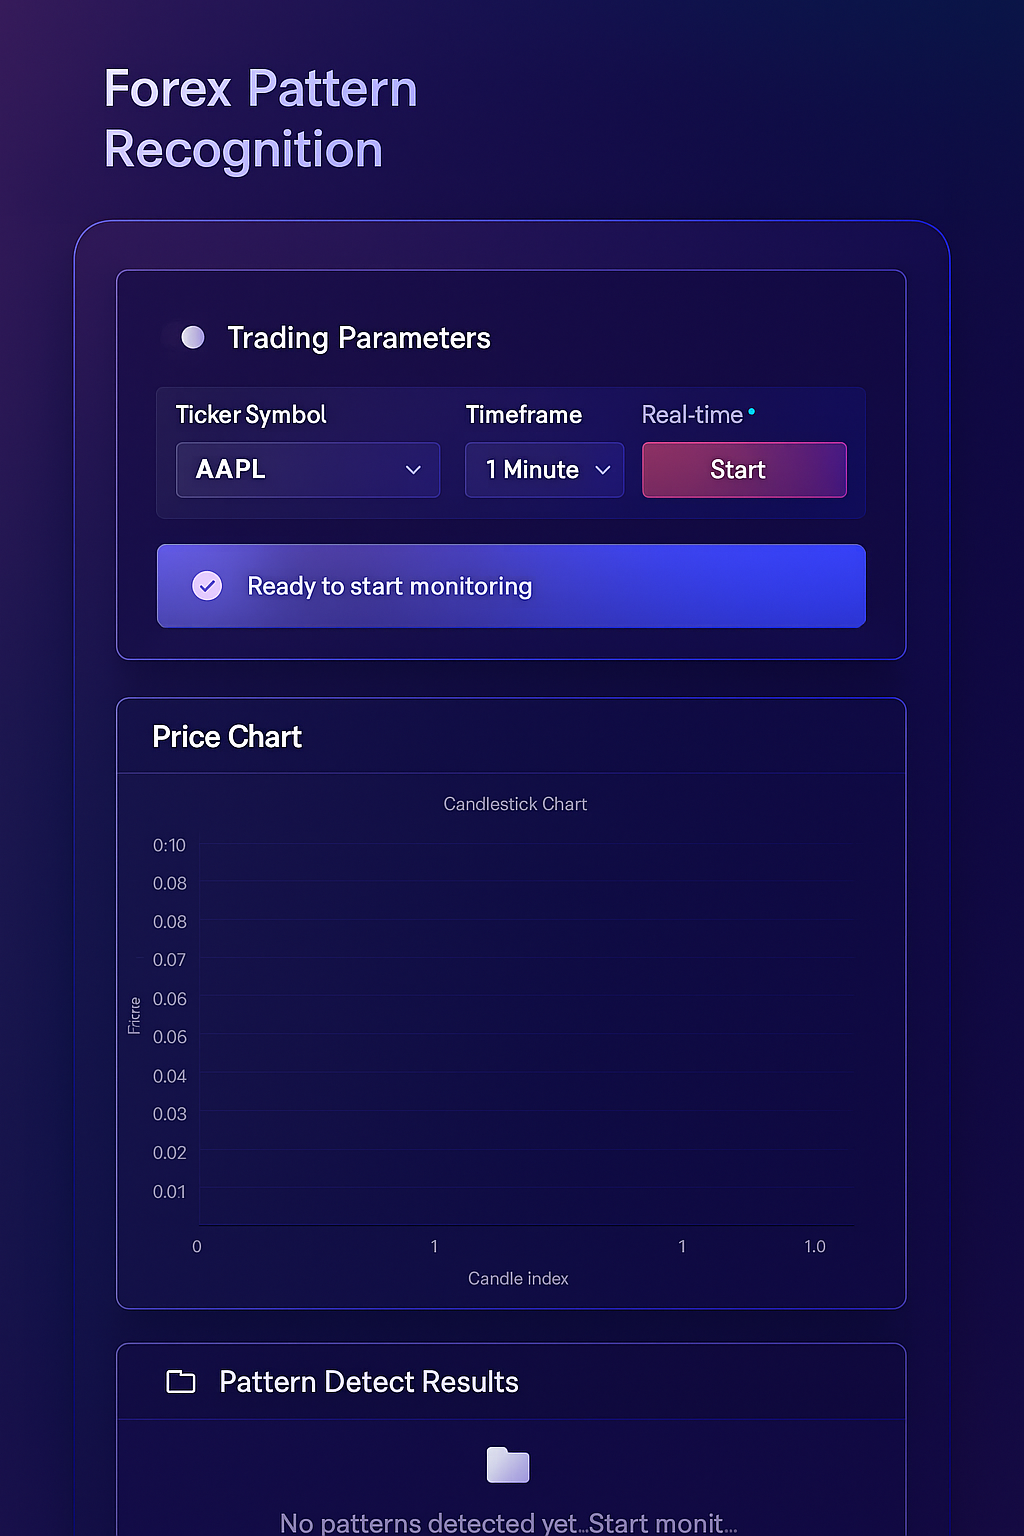 Forex Pattern
Recognition
Trading Parameters
Ticker Symbol
Timeframe
Real-time
AAPL
1 Minute
Start
Ready to start monitoring
Price Chart
Candlestick Chart
0:10
0.08
0.08
0.07
0.06
0.06
0.04
0.03
0.02
0.01
0
1
1
1.0
Candle index
Pattern Detect Results
No patterns detected yet...Start monit...